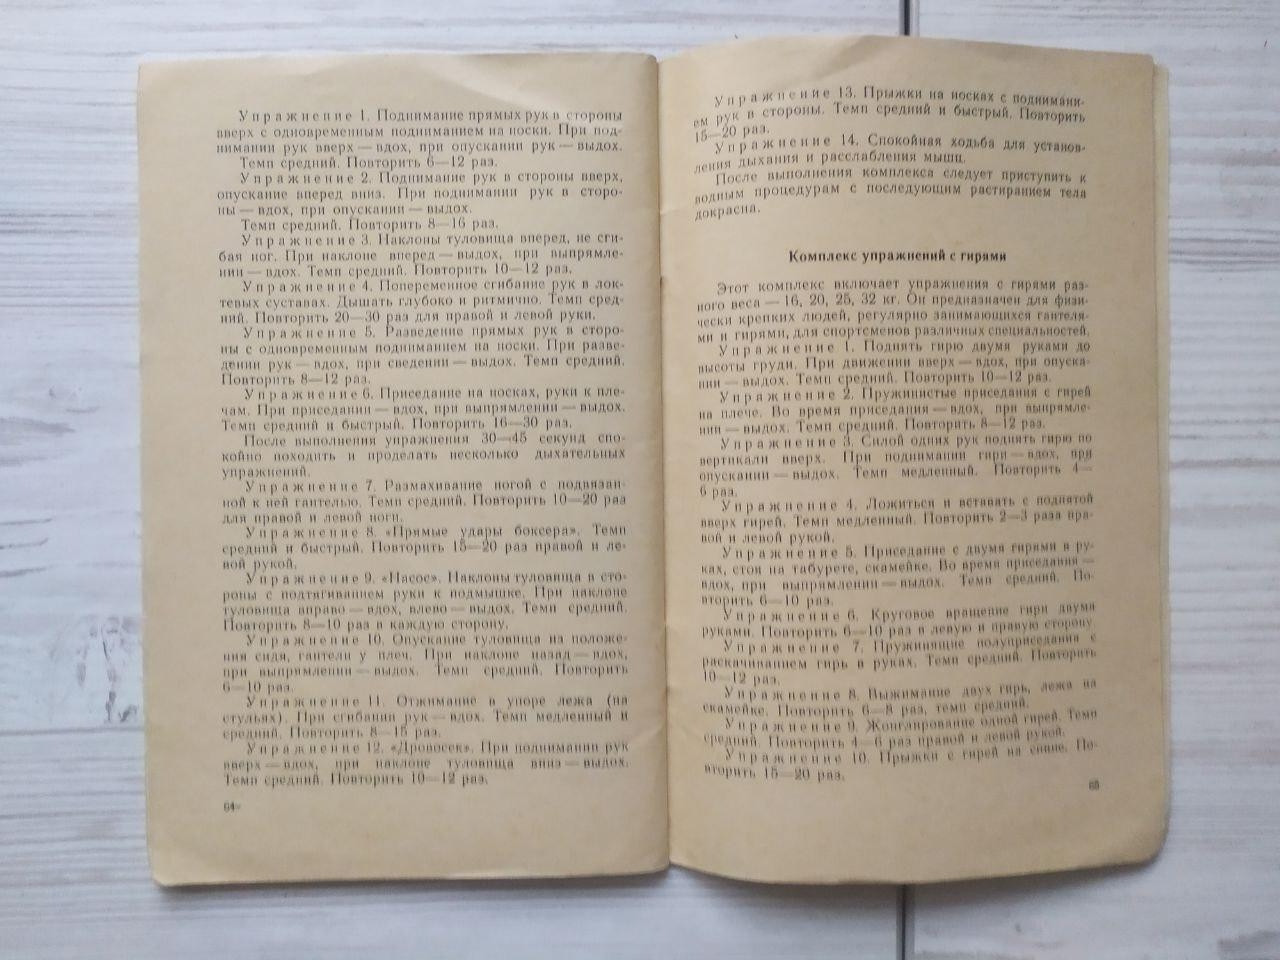 Упражнение 1. Поднимание прямых рук в стороны
вверх с одновременным подниманием на носки. При под-
нимании рук вверх — вдох, при опускании рук — выдох.
Темп средний. Повторить 6—12 раз.
Упражнение 2. Поднимание рук в стороны вверх,
опускание вперед вниз. При поднимании рук в сторо-
ны — вдох, при опускании — выдох.
Темп средний. Повторить 8—16 раз.
Упражнение 3. Наклоны туловища вперед, не сги-
бая ног. При наклоне вперед — выдох, при выпрямле-
нии — вдох. Темп средний. Повторить 10—12 раз.
Упражнение 4. Попеременное сгибание рук в лок-
тевых суставах. Дышать глубоко и ритмично. Темп сред-
ний. Повторить 20—30 раз для правой и левой руки.
Упражнение 5. Разведение прямых рук в сторо-
ны с одновременным подниманием на носки. При разве-
дении рук — вдох, при сведении — выдох. Темп средний.
Повторить 8—12 раз.
Упражнение 6. Приседание на носках, руки к пле-
чам. При приседании — вдох, при выпрямлении — выдох.
Темп средний и быстрый. Повторить 16—30 раз.
После выполнения упражнения 30—45 секунд спо-
койно походить и проделать несколько дыхательных
упражнений.
Упражнение 7. Размахивание ногой с подвязан-
ной к ней гантелью. Темп средний. Повторить 10—20 раз
для правой и левой ноги.
Упражнение 8. «Прямые удары боксера». Темп
средний и быстрый. Повторить 15—20 раз правой и ле-
вой рукой.
Упражнение 9. «Насос». Наклоны туловища в сто-
роны с подтягиванием руки к подмышке. При наклоне
туловища вправо — вдох, влево — выдох. Темп средний.
Повторить 8—10 раз в каждую сторону.
Упражнение 10. Опускание туловища из положе-
ния сидя, гантели у плеч. При наклоне назад — вдох,
при выпрямлении — выдох. Темп средний. Повторить
6—10 раз.
Упражнение 11. Отжимание в упоре лежа (на
стульях). При сгибании рук — вдох. Темп медленный и
средний. Повторить 8—15 раз.
Упражнение 12. «Дровосек». При поднимании рук
вверх — вдох, при наклоне туловища вниз — выдох.
Темп средний. Повторить 10—12 раз.
64
Упражнение 13. Прыжки на носках с поднимани-
ем рук в стороны. Темп средний и быстрый. Повторить
15—20 раз.
Упражнение 14. Спокойная ходьба для установ-
ления дыхания и расслабления мышц.
После выполнения комплекса следует приступить к
водным процедурам с последующим растиранием тела
докрасна.
Комплекс упражнений с гирями
Этот комплекс включает упражнения с гирями раз-
ного веса — 16, 20, 25, 32 кг. Он предназначен для физи-
чески крепких людей, регулярно занимающихся гантеля-
ми и гирями, для спортсменов различных специальностей.
Упражнение 1. Поднять гирю двумя руками до
высоты груди. При движении вверх — вдох, при опуска-
нии — выдох. Темп средний. Повторить 10—12 раз.
Упражнение 2. Пружинистые приседания с гирей
на плече. Во время приседания — вдох, при выпрямле-
нии — выдох. Темп средний. Повторить 8—12 раз.
Упражнение 3. Силой одних рук поднять гирю по
вертикали вверх. При поднимании гири — вдох, при
опускании — выдох. Темп медленный. Повторить 4—
6 раз.
Упражнение 4. Ложиться и вставать с поднятой
вверх гирей. Темп медленный. Повторить 2—3 раза пра-
вой и левой рукой.
Упражнение 5. Приседание с двумя гирями в ру-
ках, стоя на табурете, скамейке. Во время приседания —
вдох, при выпрямлении — выдох. Темп средний. По-
вторить 6—10 раз.
Упражнение 6. Круговое вращение гири двумя
руками. Повторить 6—10 раз в левую и правую сторону.
Упражнение 7. Пружинящие полуприседания с
раскачиванием гирь в руках. Темп средний. Повторить
10—12 раз.
Упражнение 8. Выжимание двух гирь, лежа на
скамейке. Повторить 6—8 раз, темп средний.
Упражнение 9. Жонглирование одной гирей. Темп
средний. Повторить 4—6 раз правой и левой рукой.
Упражнение 10. Прыжки с гирей на спине. По-
вторить 15—20 раз.
65